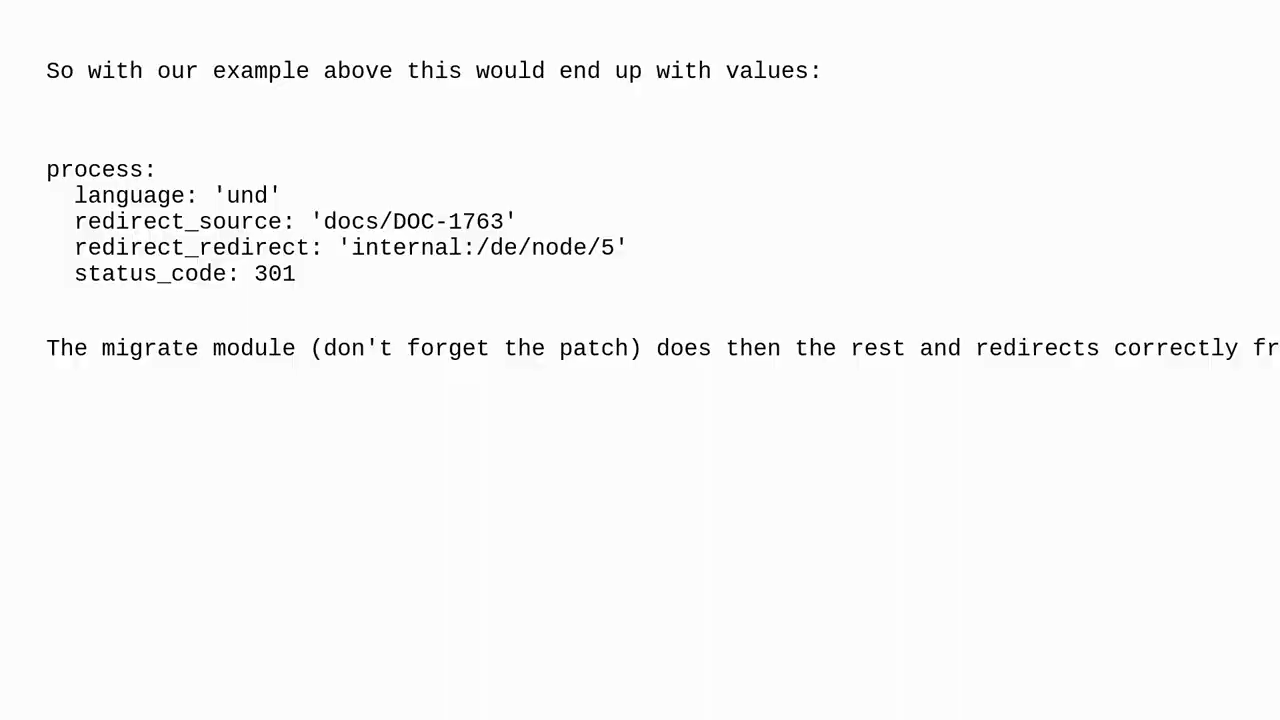 So with our example above this would end up with values:
process:
  language: 'und'
  redirect_source: 'docs/DOC-1763'
  redirect_redirect: 'internal:/de/node/5'
  status_code: 301
The migrate module (don't forget the patch) does then the rest and redirects correctly